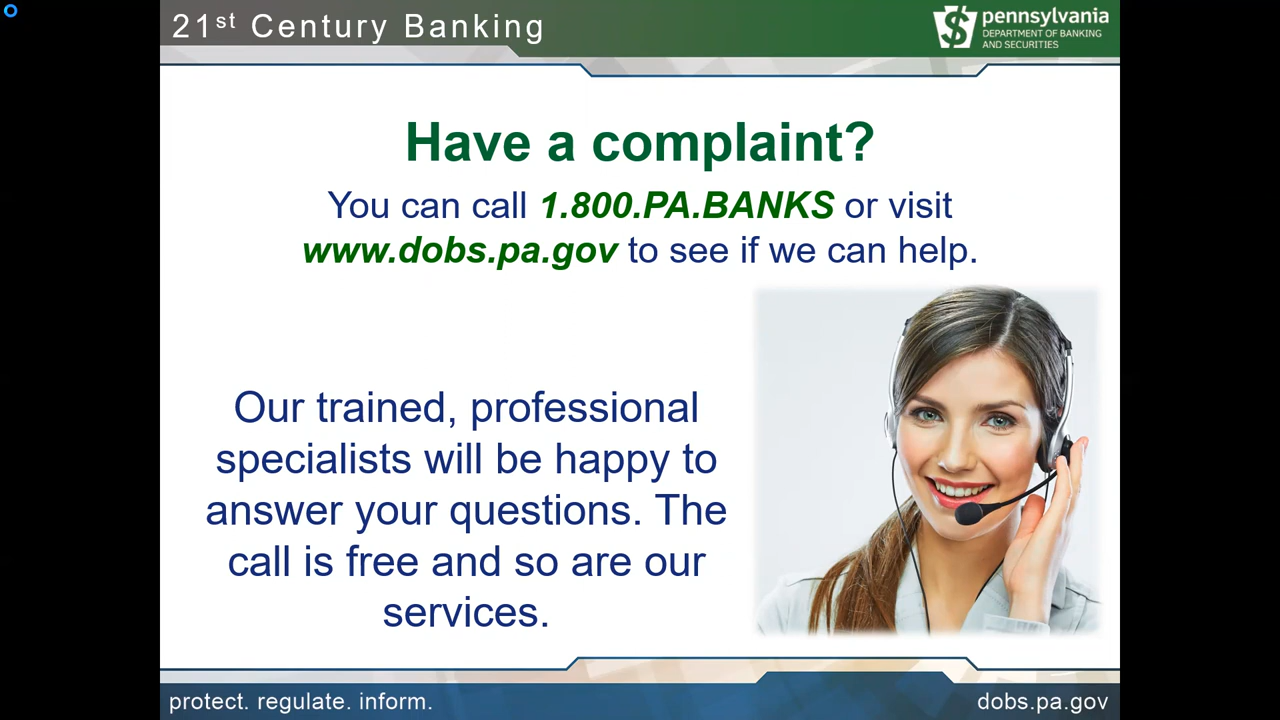 21st Century Banking
pennsylvania
DEPARTMENT OF BANKING
AND SECURITIES
Have a complaint?
You can call 1.800.PA.BANKS or visit
www.dobs.pa.gov to see if we can help.
Our trained, professional
specialists will be happy to
answer your questions. The
call is free and so are our
services.
protect. regulate. inform.
dobs.pa.gov